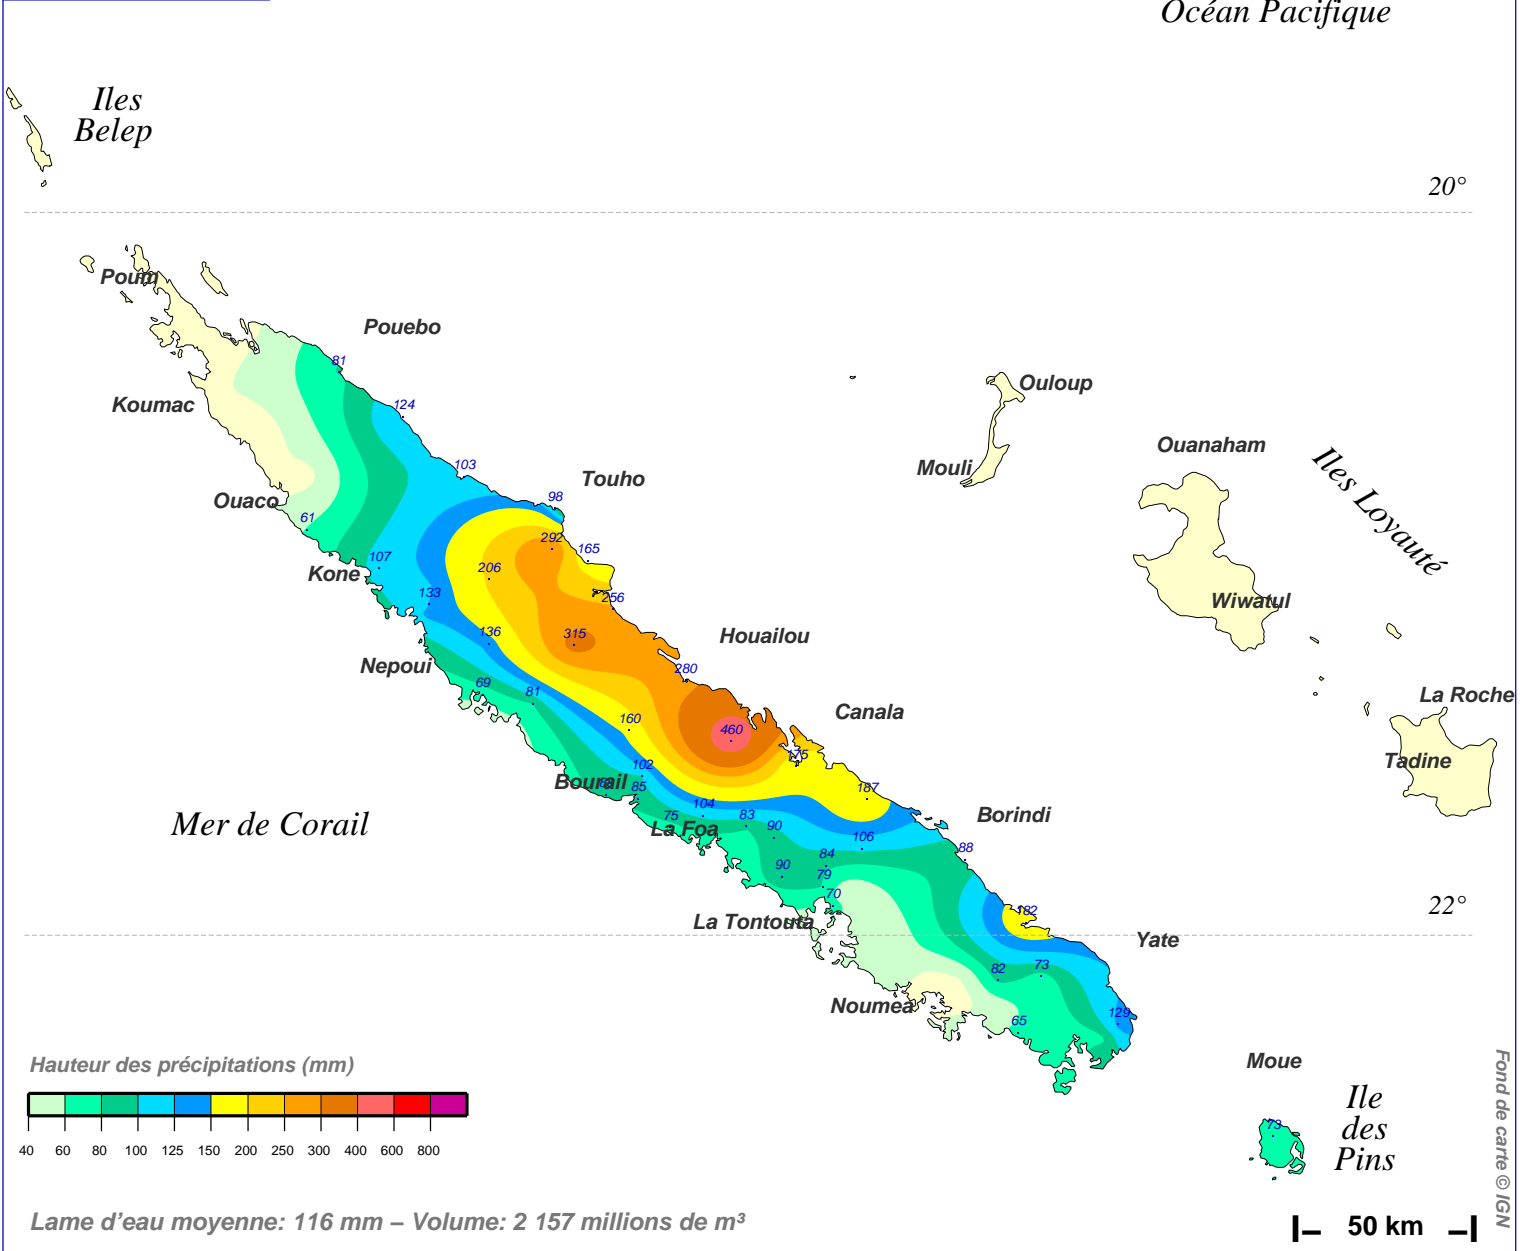 Océan Pacifique
Iles
Belep
20°
Poum
Pouebo
81
Koumac
124
Ouloup
Ouanaham
103
Mouli
Touho
Iles Loyauté
Ouaco
98
61
292
165
107
Kone
206
133
256
Wiwatul
136
315
Houailou
Nepoui
280
69
81
La Roche
160
Canala
460
175
Tadine
102
Bourail
85
187
104
75
83
Borindi
Mer de Corail
La Foa
90
106
84
88
90
79
70
182
22°
La Tontouta
Yate
82
73
Noumea
129
65
Hauteur des précipitations (mm)
Moue
Ile
des
Pins
73
40 60 80 100 125 150 200 250 300 400 600 800
Lame d'eau moyenne: 116 mm – Volume: 2 157 millions de m³
50 km
Fond de carte © IGN